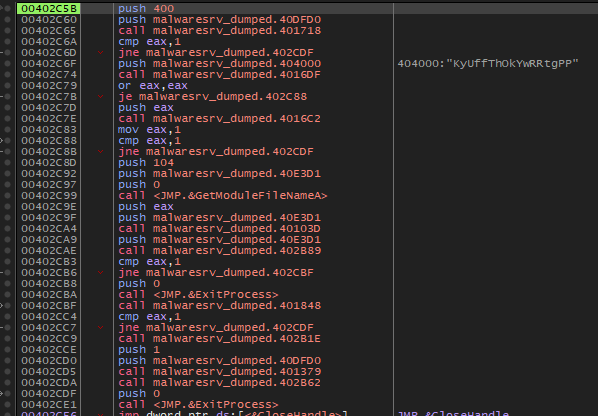 00402C5B push 400
00402C60 push malwaresrv_dumped.40DFD0
00402C65 call malwaresrv_dumped.401718
00402C6A cmp eax,1
00402C6D jne malwaresrv_dumped.402CDF
00402C6F push malwaresrv_dumped.404000 404000:"KyUffThOkYwRRtgPP"
00402C74 call malwaresrv_dumped.4016DF
00402C79 or eax,eax
00402C7B je malwaresrv_dumped.402C88
00402C7D push eax
00402C7E call malwaresrv_dumped.4016C2
00402C83 mov eax,1
00402C88 cmp eax,1
00402C8B jne malwaresrv_dumped.402CDF
00402C8D push 104
00402C92 push malwaresrv_dumped.40E3D1
00402C97 push 0
00402C99 call <JMP.&GetModuleFileNameA>
00402C9E push eax
00402C9F push malwaresrv_dumped.40E3D1
00402CA4 call malwaresrv_dumped.40103D
00402CA9 push malwaresrv_dumped.40E3D1
00402CAE call malwaresrv_dumped.402B89
00402CB3 cmp eax,1
00402CB6 jne malwaresrv_dumped.402CBF
00402CB8 push 0
00402CBA call <JMP.&ExitProcess>
00402CBF call malwaresrv_dumped.401848
00402CC4 cmp eax,1
00402CC7 jne malwaresrv_dumped.402CDF
00402CC9 call malwaresrv_dumped.402B1E
00402CCE push 1
00402CD0 push malwaresrv_dumped.40DFD0
00402CD5 call malwaresrv_dumped.401379
00402CDA call malwaresrv_dumped.402B62
00402CDF push 0
00402CE1 call <JMP.&ExitProcess>
00402CE6 jmp dword ptr ds:[<&CloseHandle>] JMP.&CloseHandle